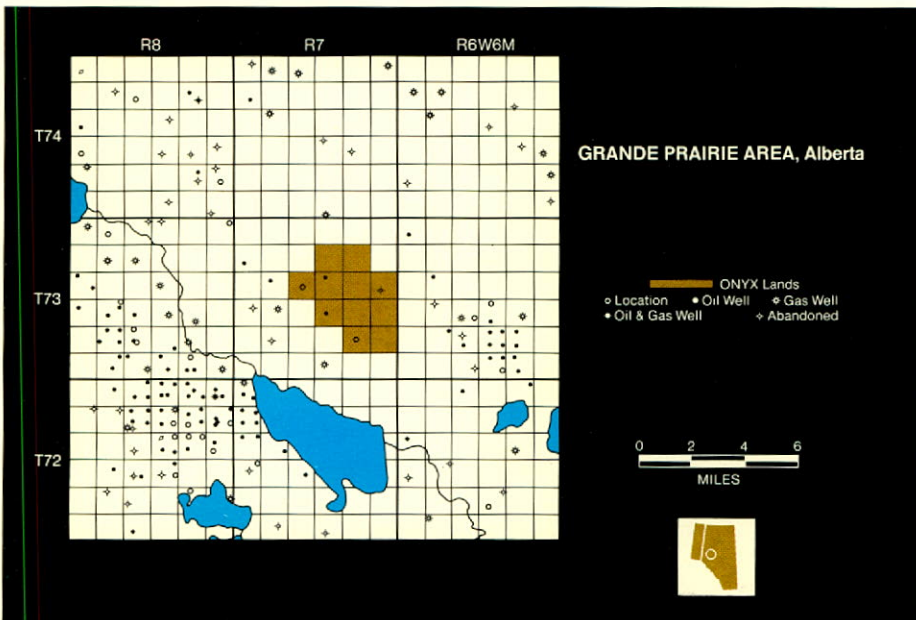 R8 R7 R6W6M
T74
GRANDE PRAIRIE AREA, Alberta
T73
ONYX Lands
Location Oil Well Gas Well
Oil & Gas Well Abandoned
T72
0 2 4 6
MILES